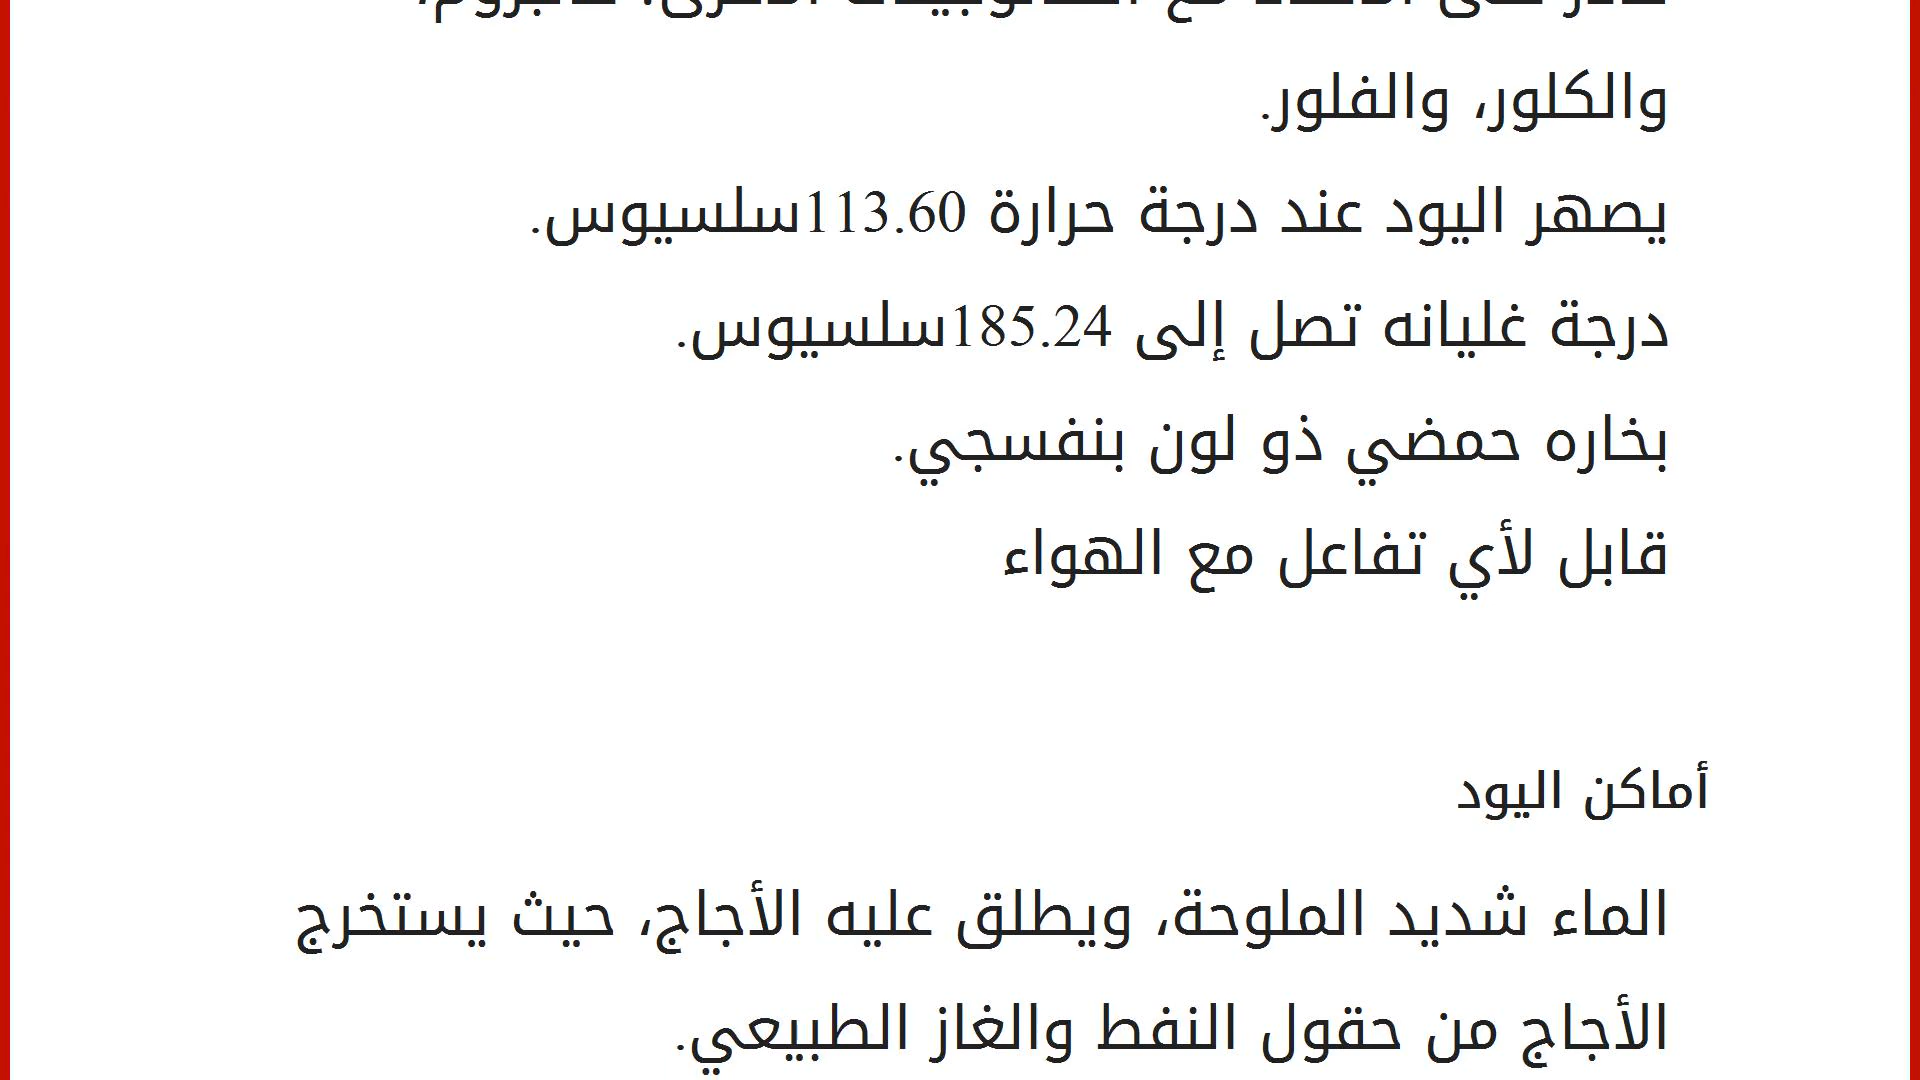 والكلور، والفلور.
يصهر اليود عند درجة حرارة 113.60سلسيوس.
درجة غليانه تصل إلى 185.24سلسيوس.
بخاره حمضي ذو لون بنفسجي.
قابل لأي تفاعل مع الهواء
أماكن اليود
الماء شديد الملوحة، ويطلق عليه الأجاج، حيث يستخرج
الأجاج من حقول النفط والغاز الطبيعي.